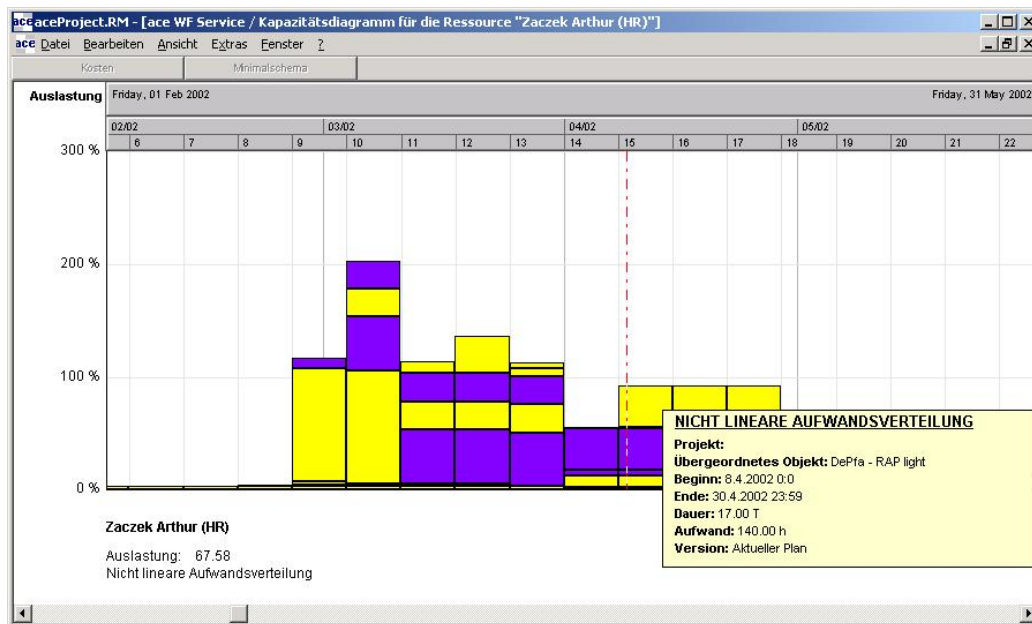 ace aceProject.RM - [ace WF Service / Kapazitätsdiagramm für die Ressource "Zaczek Arthur (HR)"]
ace Datei Bearbeiten Ansicht Extras Fenster ?
Kosten Minimalschema
Auslastung Friday, 01 Feb 2002 Friday, 31 May 2002
02/02 03/02 04/02 05/02
6 7 8 9 10 11 12 13 14 15 16 17 18 19 20 21 22
300 %
200 %
100 %
0 %
NICHT LINEARE AUFWANDSVERTEILUNG
Projekt:
Übergeordnetes Objekt: DePfa - RAP light
Beginn: 8.4.2002 0:0
Ende: 30.4.2002 23:59
Dauer: 17.00 T
Aufwand: 140.00 h
Version: Aktueller Plan
Zaczek Arthur (HR)
Auslastung: 67.58
Nicht lineare Aufwandsverteilung